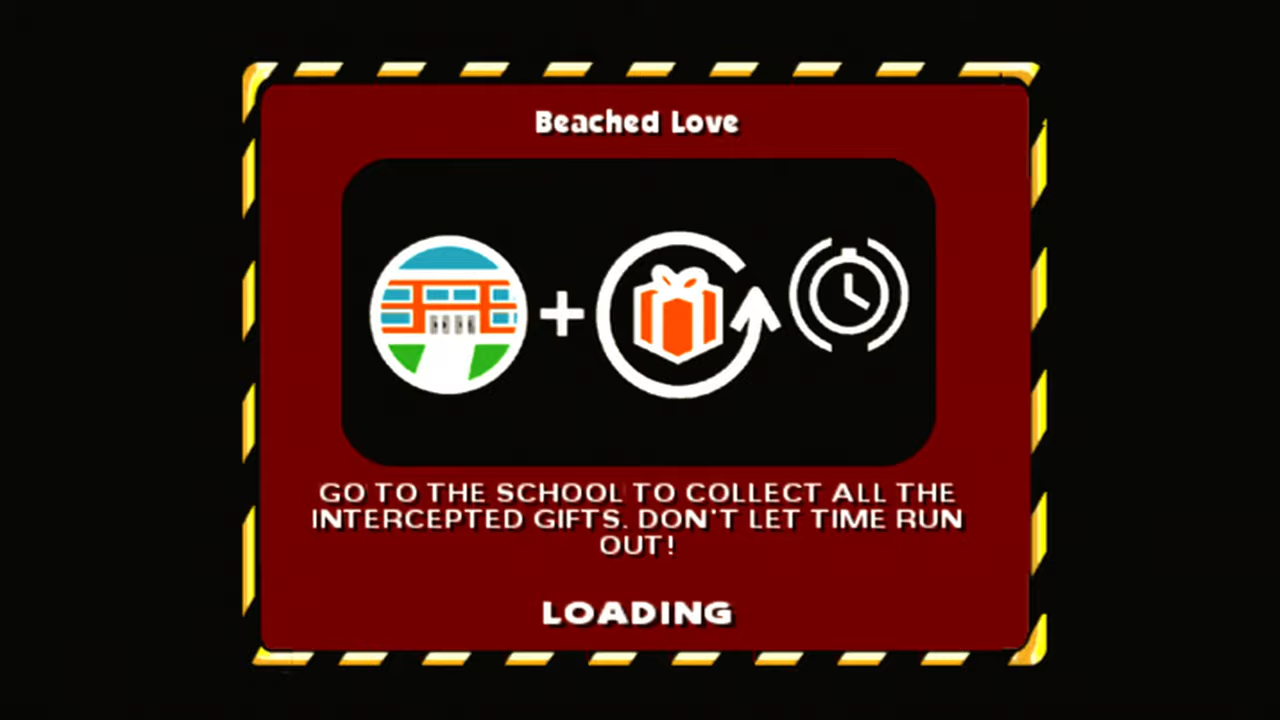 Beached Love
GO TO THE SCHOOL TO COLLECT ALL THE
INTERCEPTED GIFTS. DON'T LET TIME RUN
OUT!
LOADING